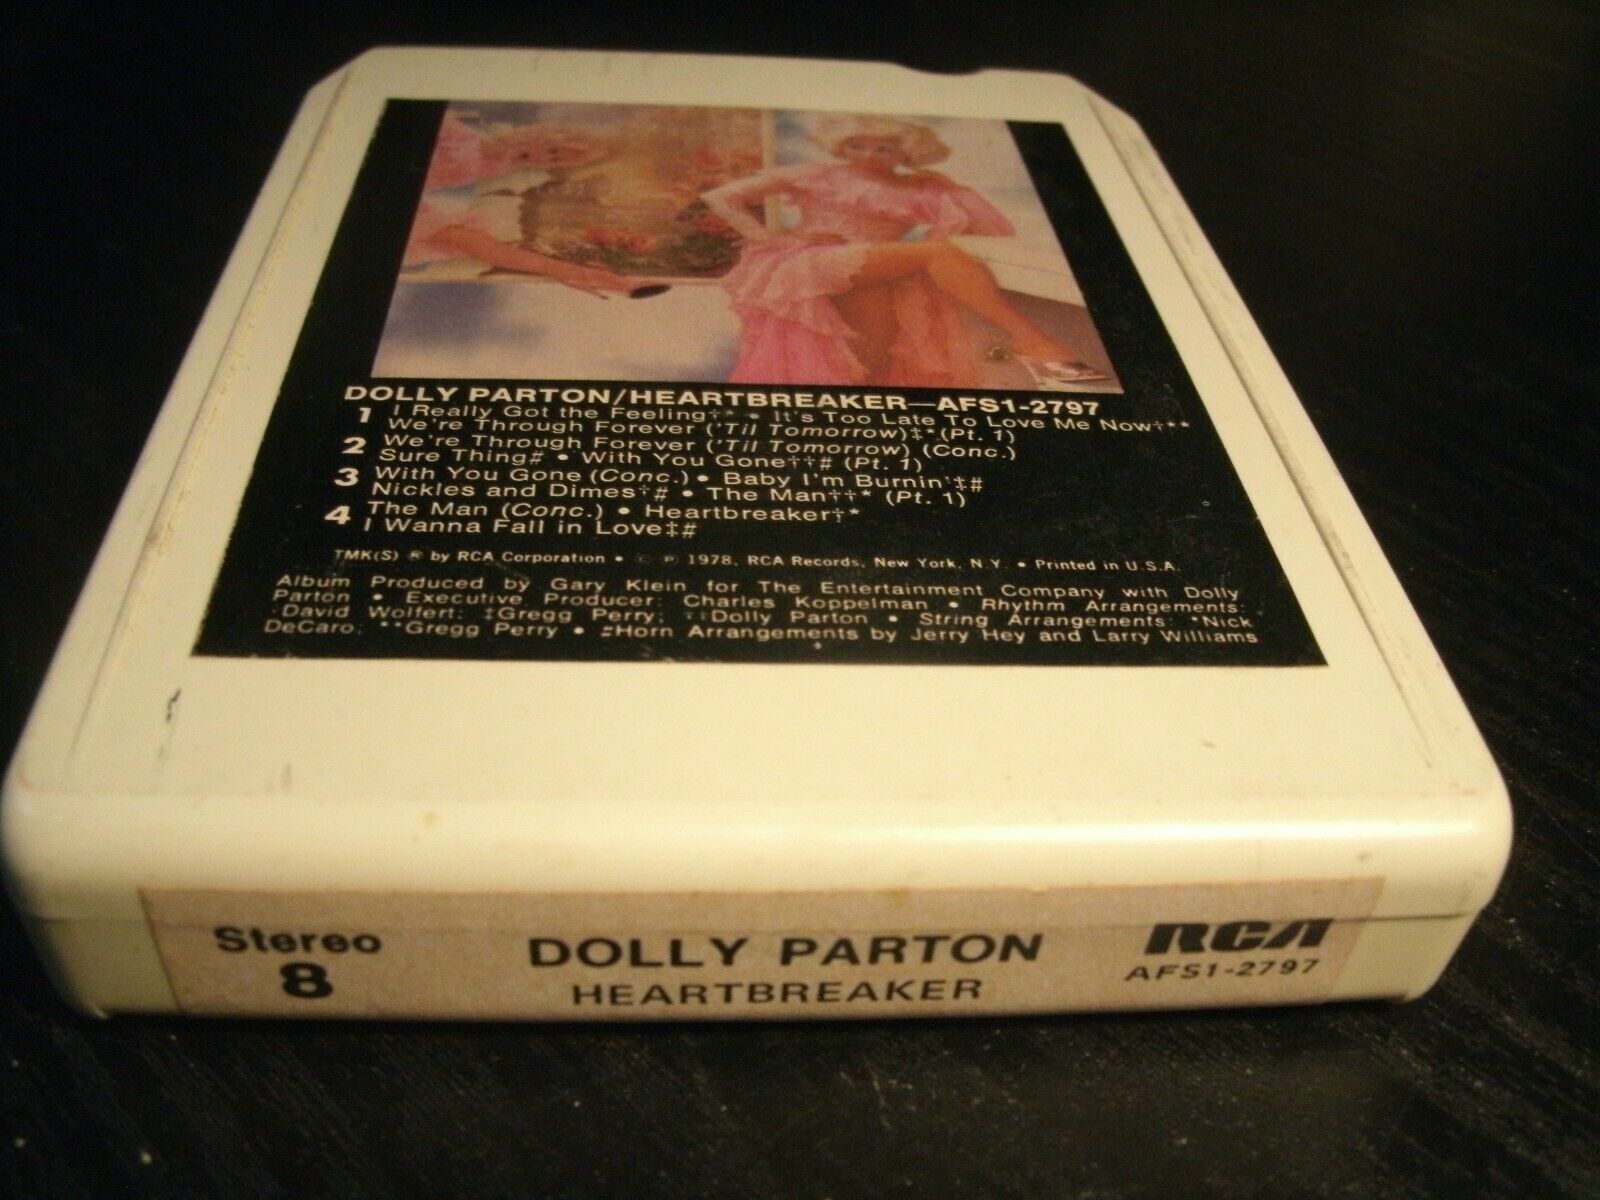 DOLLY PARTON/HEARTBREAKER—AFS1-2797
1 I Really Got the Feeling†* • It's Too Late To Love Me Now†**
We're Through Forever ('Til Tomorrow)‡*(Pt. 1)
2 We're Through Forever ('Til Tomorrow) (Conc.)
Sure Thing# • With You Gone††# (Pt. 1)
3 With You Gone (Conc.) • Baby I'm Burnin'‡#
Nickles and Dimes†# • The Man††* (Pt. 1)
4 The Man (Conc.) • Heartbreaker†*
I Wanna Fall in Love‡#
TMK(S) ® by RCA Corporation • © ℗ 1978, RCA Records, New York, N.Y. • Printed in U.S.A.
Album Produced by Gary Klein for The Entertainment Company with Dolly
Parton • Executive Producer: Charles Koppelman • Rhythm Arrangements:
†David Wolfert; ‡Gregg Perry; ††Dolly Parton • String Arrangements: *Nick
DeCaro; **Gregg Perry • #Horn Arrangements by Jerry Hey and Larry Williams
Stereo
8
DOLLY PARTON
HEARTBREAKER
RCA
AFS1-2797